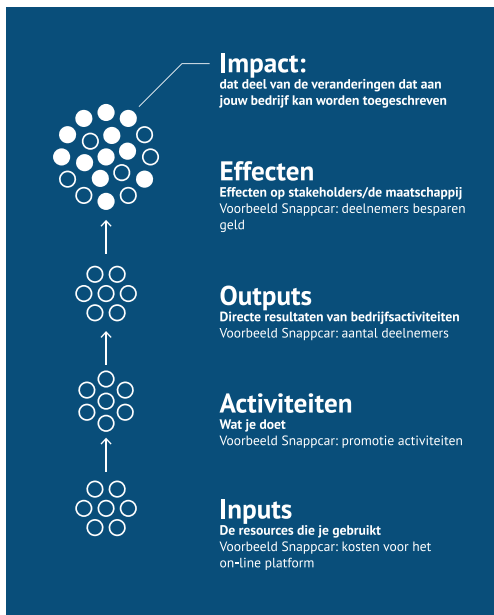 Impact:
dat deel van de veranderingen dat aan
jouw bedrijf kan worden toegeschreven
Effecten
Effecten op stakeholders/de maatschappij
Voorbeeld Snappcar: deelnemers besparen
geld
Outputs
Directe resultaten van bedrijfsactiviteiten
Voorbeeld Snappcar: aantal deelnemers
Activiteiten
Wat je doet
Voorbeeld Snappcar: promotie activiteiten
Inputs
De resources die je gebruikt
Voorbeeld Snappcar: kosten voor het
on-line platform